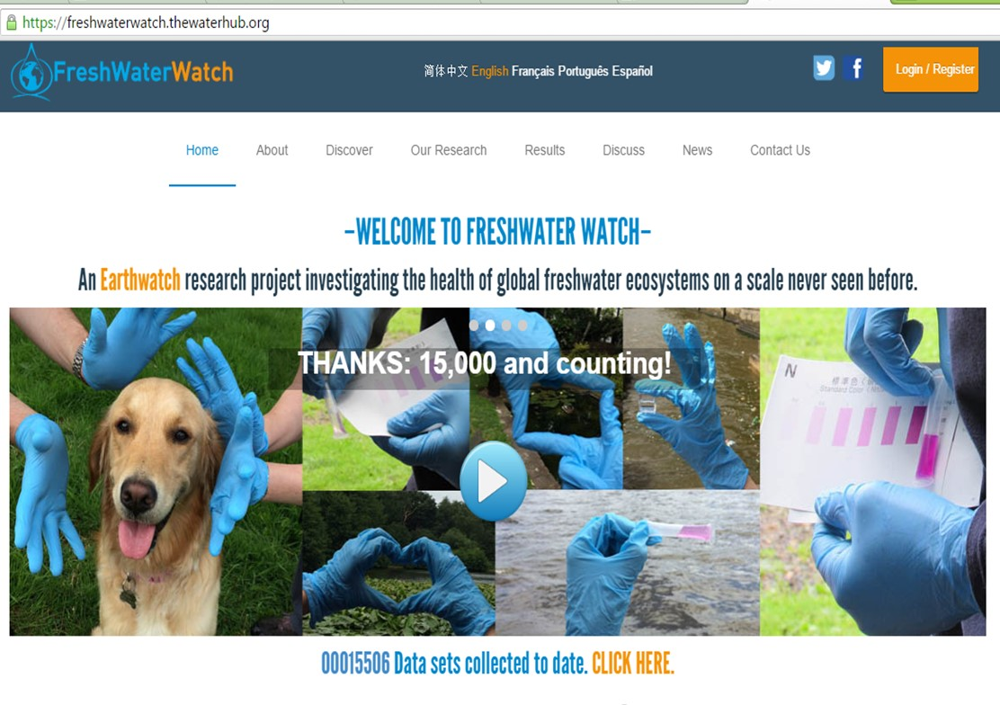 https://freshwaterwatch.thewaterhub.org
FreshWaterWatch
简体中文 English Français Português Español
Login / Register
Home About Discover Our Research Results Discuss News Contact Us
–WELCOME TO FRESHWATER WATCH–
An Earthwatch research project investigating the health of global freshwater ecosystems on a scale never seen before.
THANKS: 15,000 and counting!
N
標準色
Standard Color
00015506 Data sets collected to date. CLICK HERE.